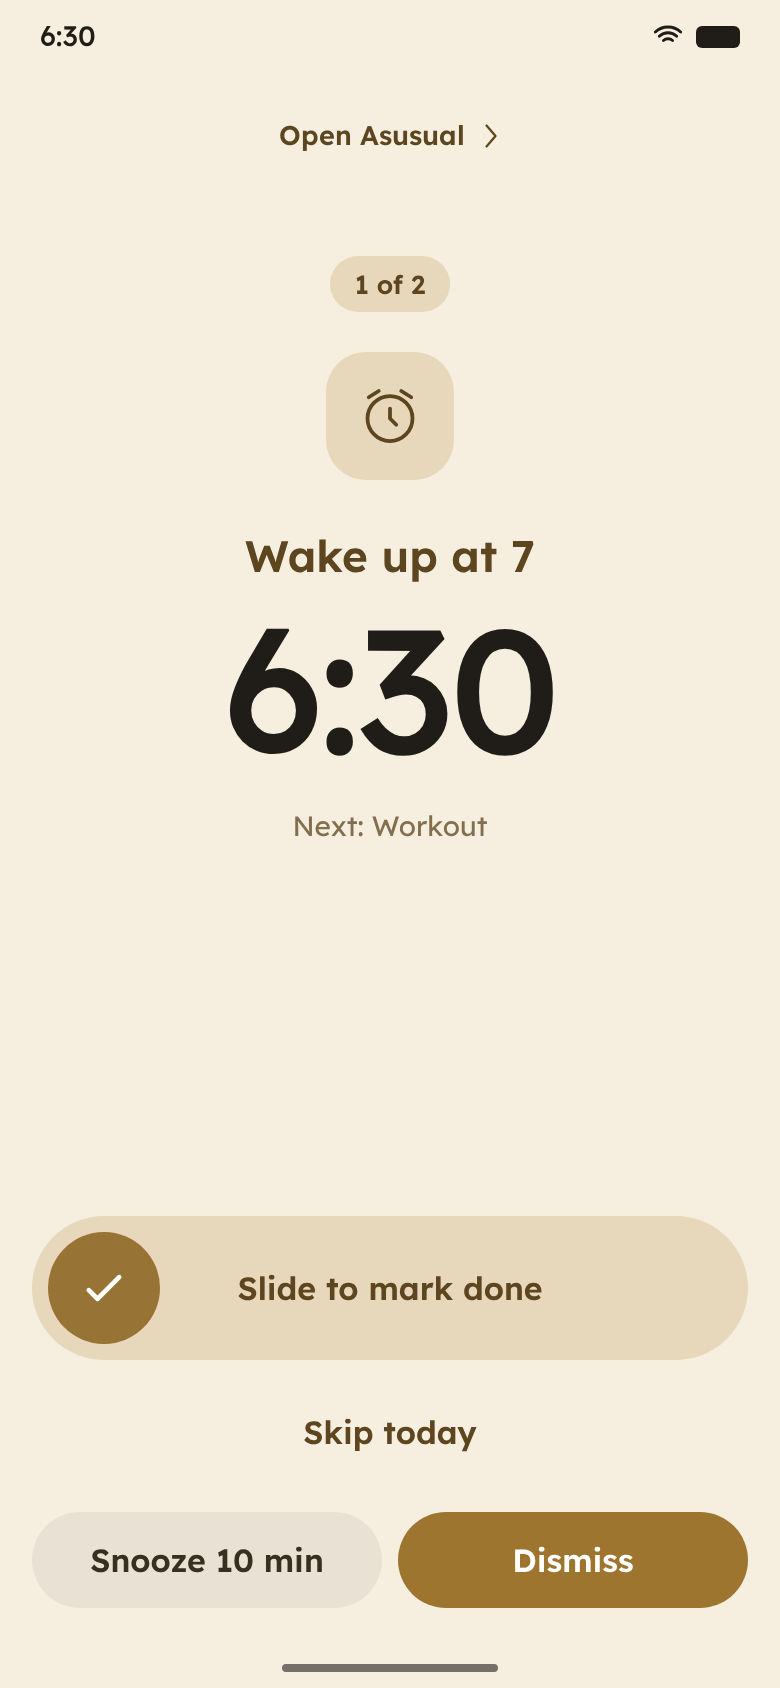 6:30
Open Asusual
1 of 2
Wake up at 7
6:30
Next: Workout
Slide to mark done
Skip today
Snooze 10 min
Dismiss